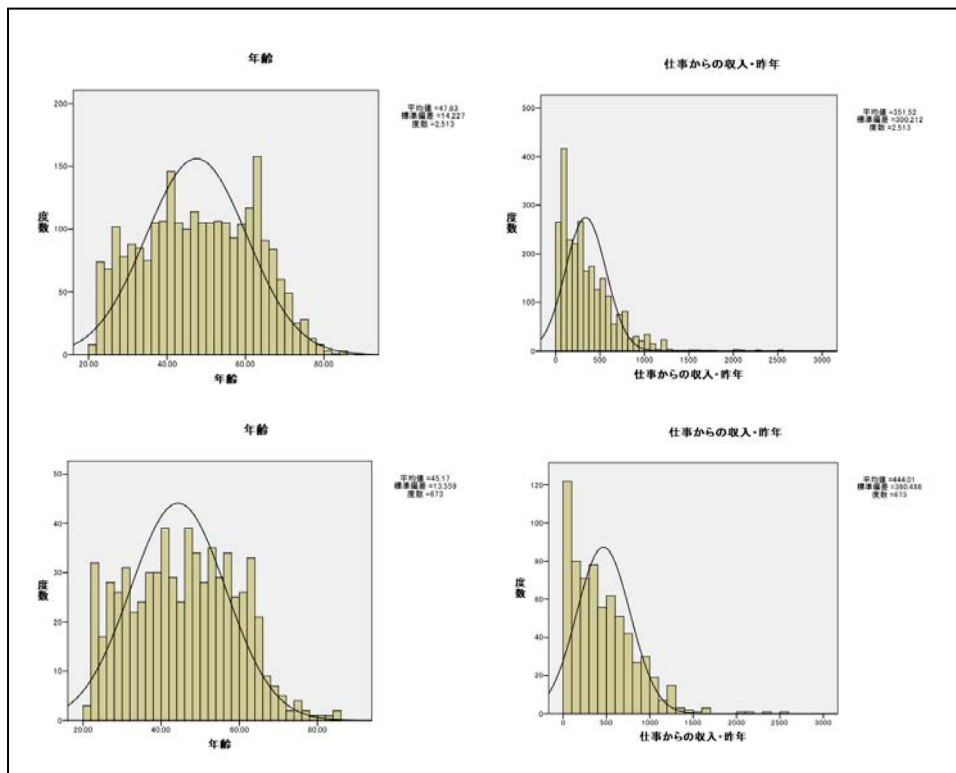 年齢
平均値 =47.83
標準偏差 =14.227
度数 =2,513
200
150
100
50
0
度数
20.00 40.00 60.00 80.00
年齢
仕事からの収入・昨年
平均値 =351.52
標準偏差 =300.212
度数 =2,513
500
400
300
200
100
0
度数
0 500 1000 1500 2000 2500 3000
仕事からの収入・昨年
年齢
平均値 =45.17
標準偏差 =13.559
度数 =673
50
40
30
20
10
0
度数
20.00 40.00 60.00 80.00
年齢
仕事からの収入・昨年
平均値 =444.01
標準偏差 =360.486
度数 =673
120
100
80
60
40
20
0
度数
0 500 1000 1500 2000 2500 3000
仕事からの収入・昨年